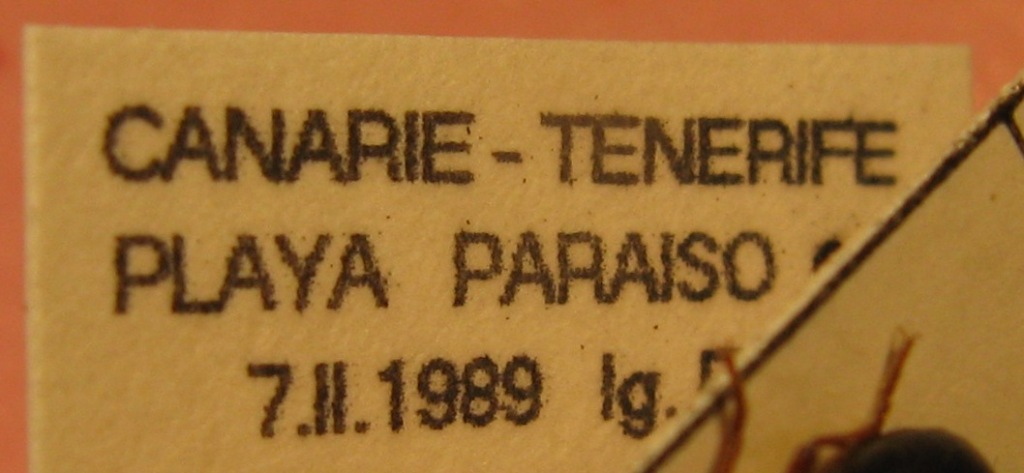 CANARIE - TENERIFE
PLAYA PARAISO
7.II.1989 lg.